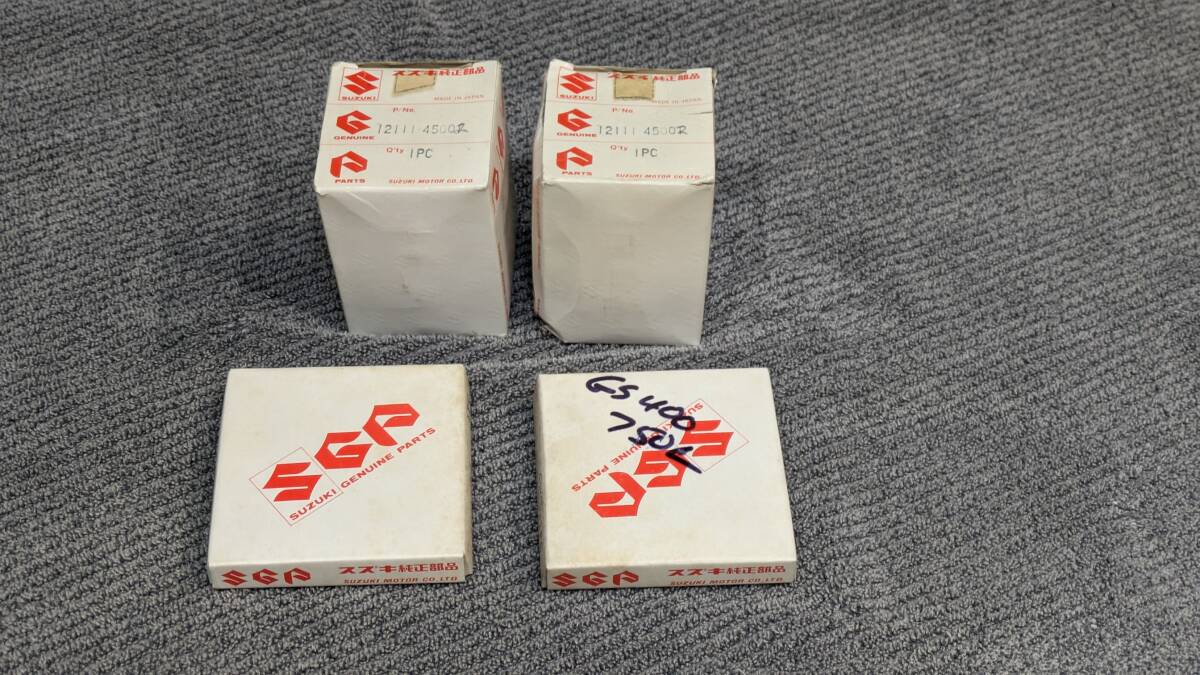 スズキ純正部品
SUZUKI
MADE IN JAPAN
P/No.
GENUINE
12111-4500R
Q'ty
1PC
PARTS
SUZUKI MOTOR CO.,LTD.
スズキ純正部品
SUZUKI
MADE IN JAPAN
P/No.
GENUINE
12111-4500R
Q'ty
1PC
PARTS
SUZUKI MOTOR CO.,LTD.
SGP
SUZUKI GENUINE PARTS
SGP スズキ純正部品
SUZUKI MOTOR CO.,LTD.
GS400
SGP
SUZUKI GENUINE PARTS
SGP スズキ純正部品
SUZUKI MOTOR CO.,LTD.